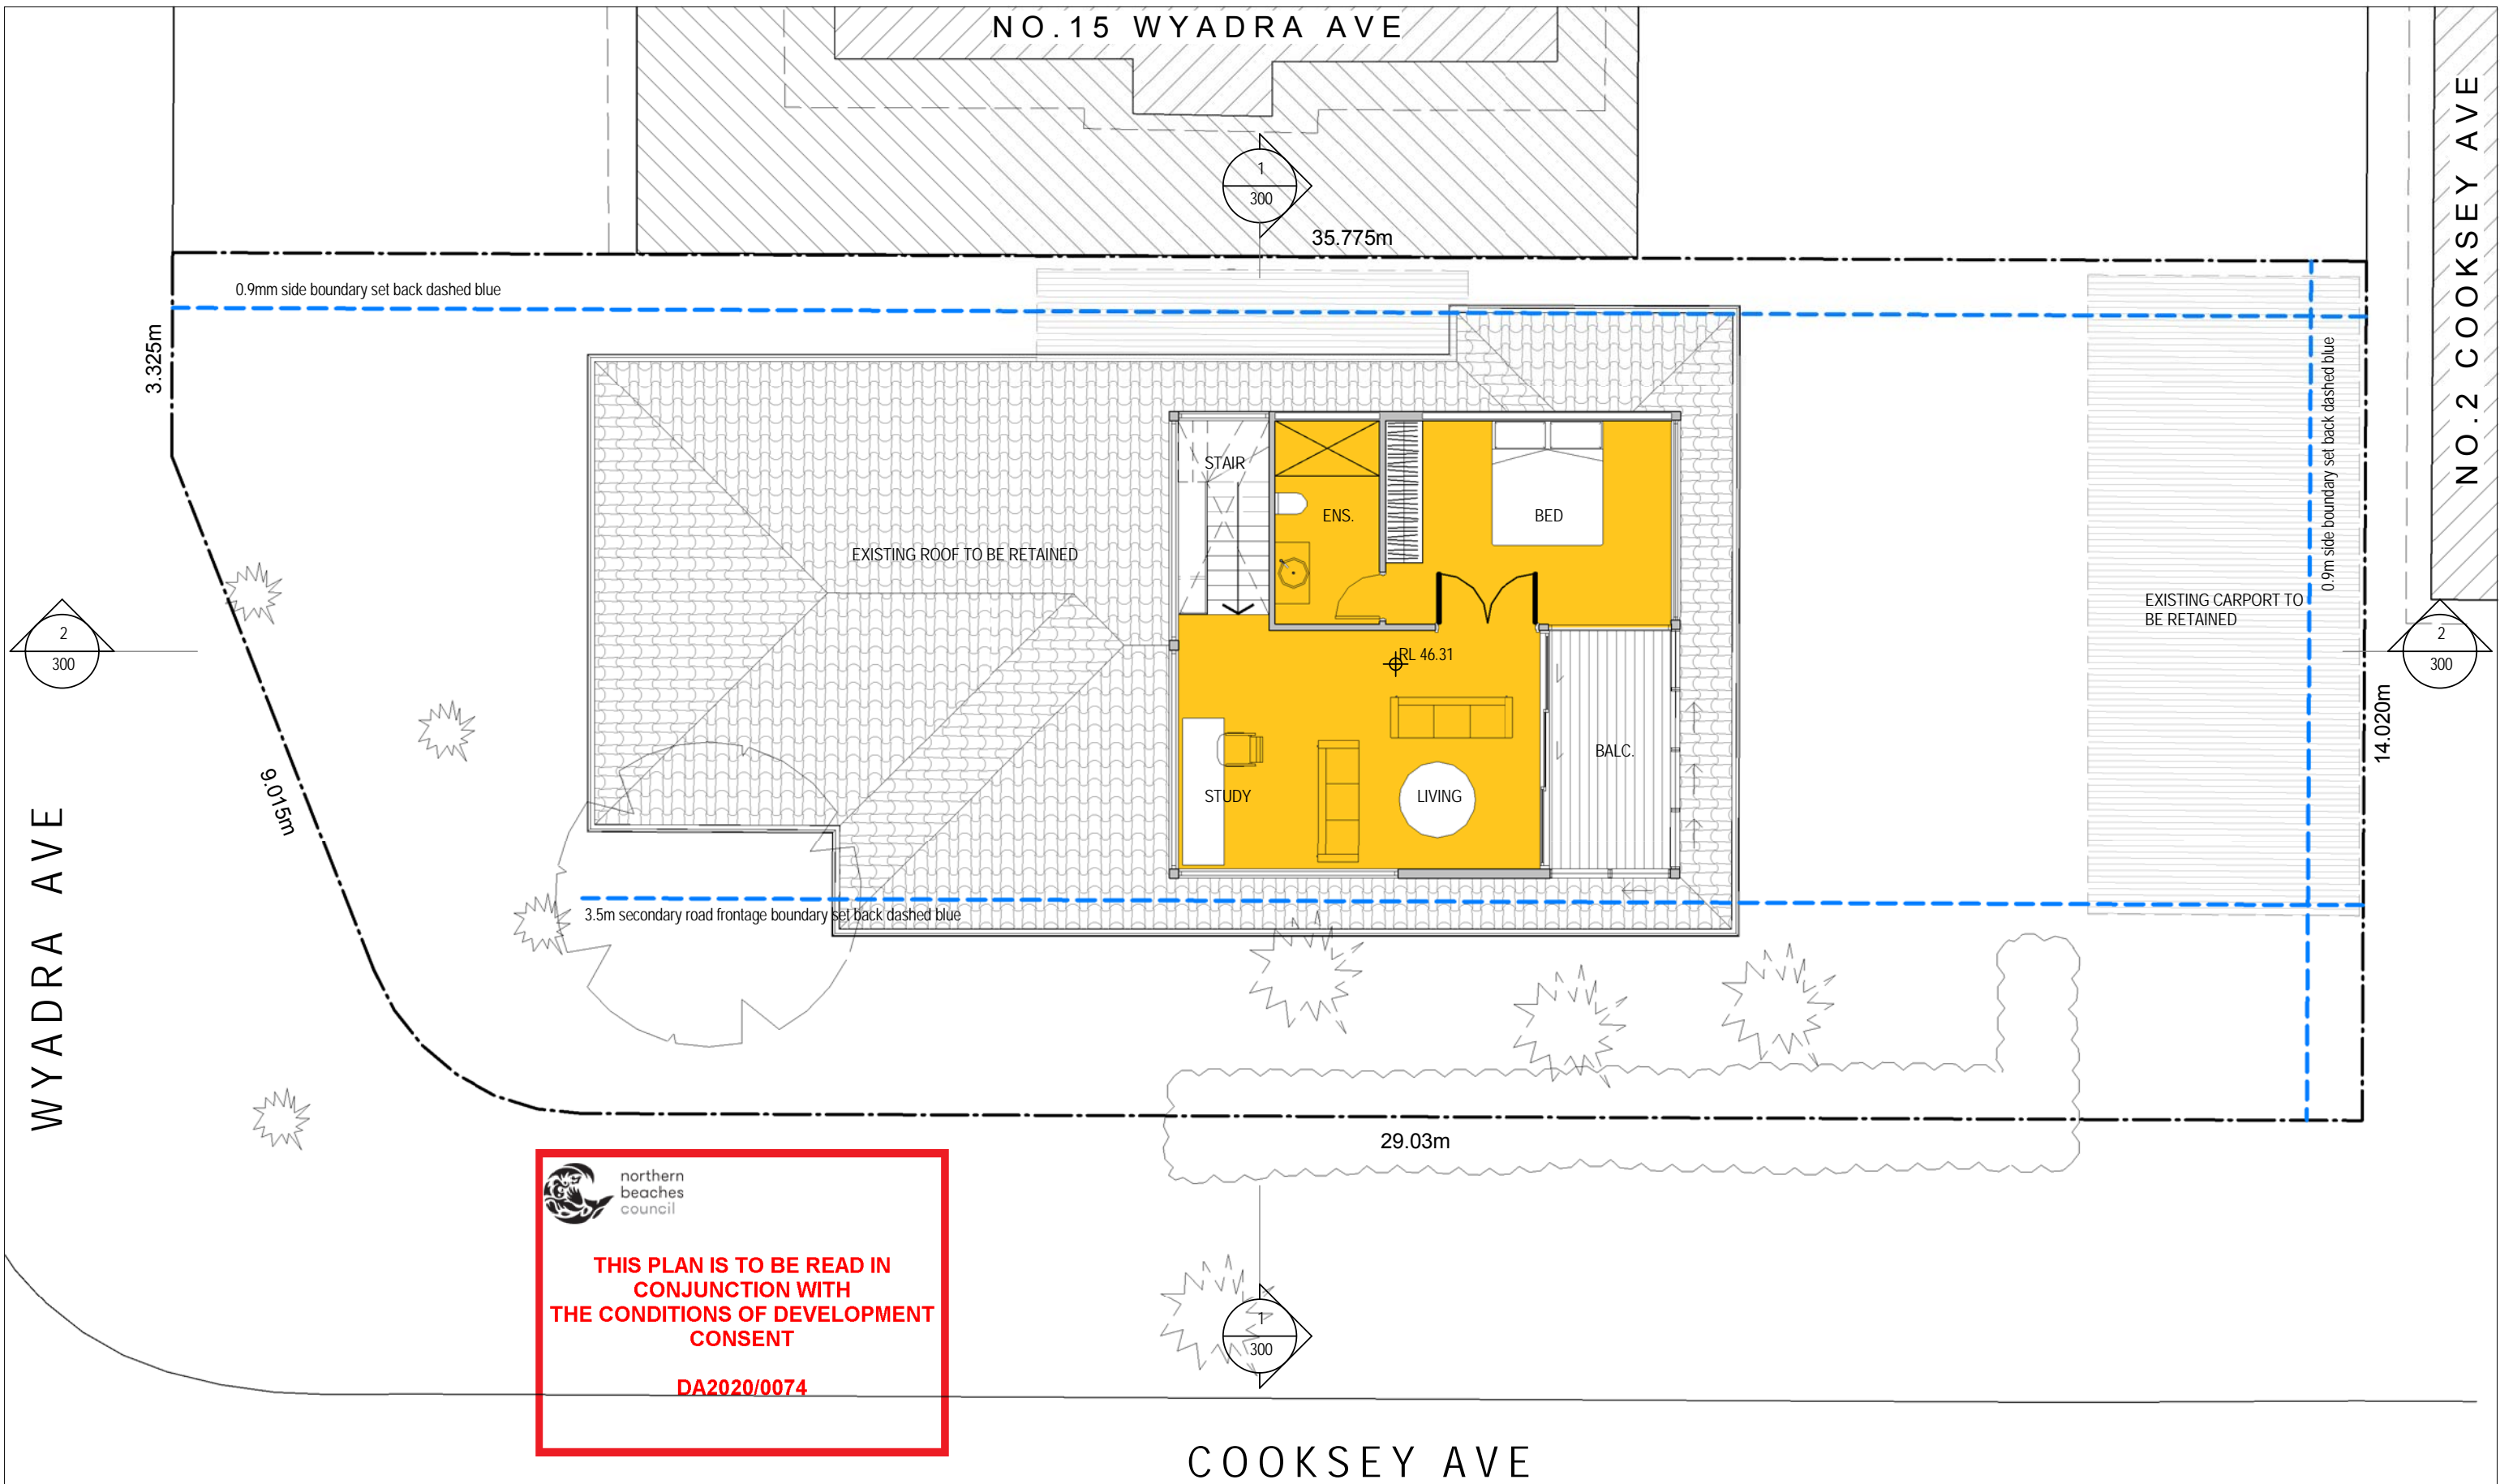 NO.15 WYADRA AVE
1
300
35.775m
NO.2 COOKSEY AVE
0.9mm side boundary set back dashed blue
3.325m
0.9m side boundary set back dashed blue
STAIR
ENS.
BED
EXISTING ROOF TO BE RETAINED
EXISTING CARPORT TO
BE RETAINED
2
300
2
300
RL 46.31
14.020m
BALC.
9.015m
STUDY
LIVING
WYADRA AVE
3.5m secondary road frontage boundary set back dashed blue
29.03m
northern
beaches
council
THIS PLAN IS TO BE READ IN
CONJUNCTION WITH
THE CONDITIONS OF DEVELOPMENT
CONSENT
DA2020/0074
1
300
COOKSEY AVE